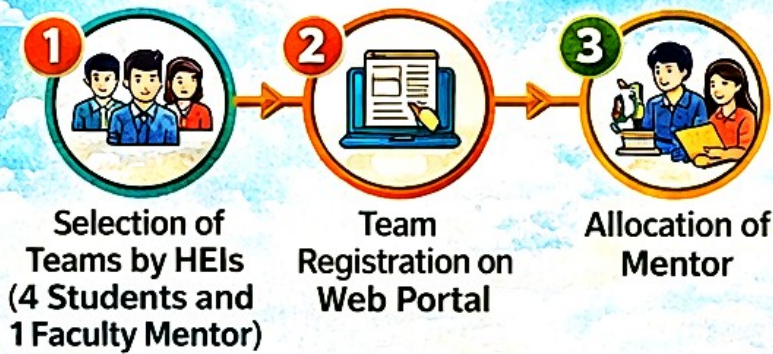 1
Selection of
Teams by HEIs
(4 Students and
1 Faculty Mentor)
2
Team
Registration on
Web Portal
3
Allocation of
Mentor